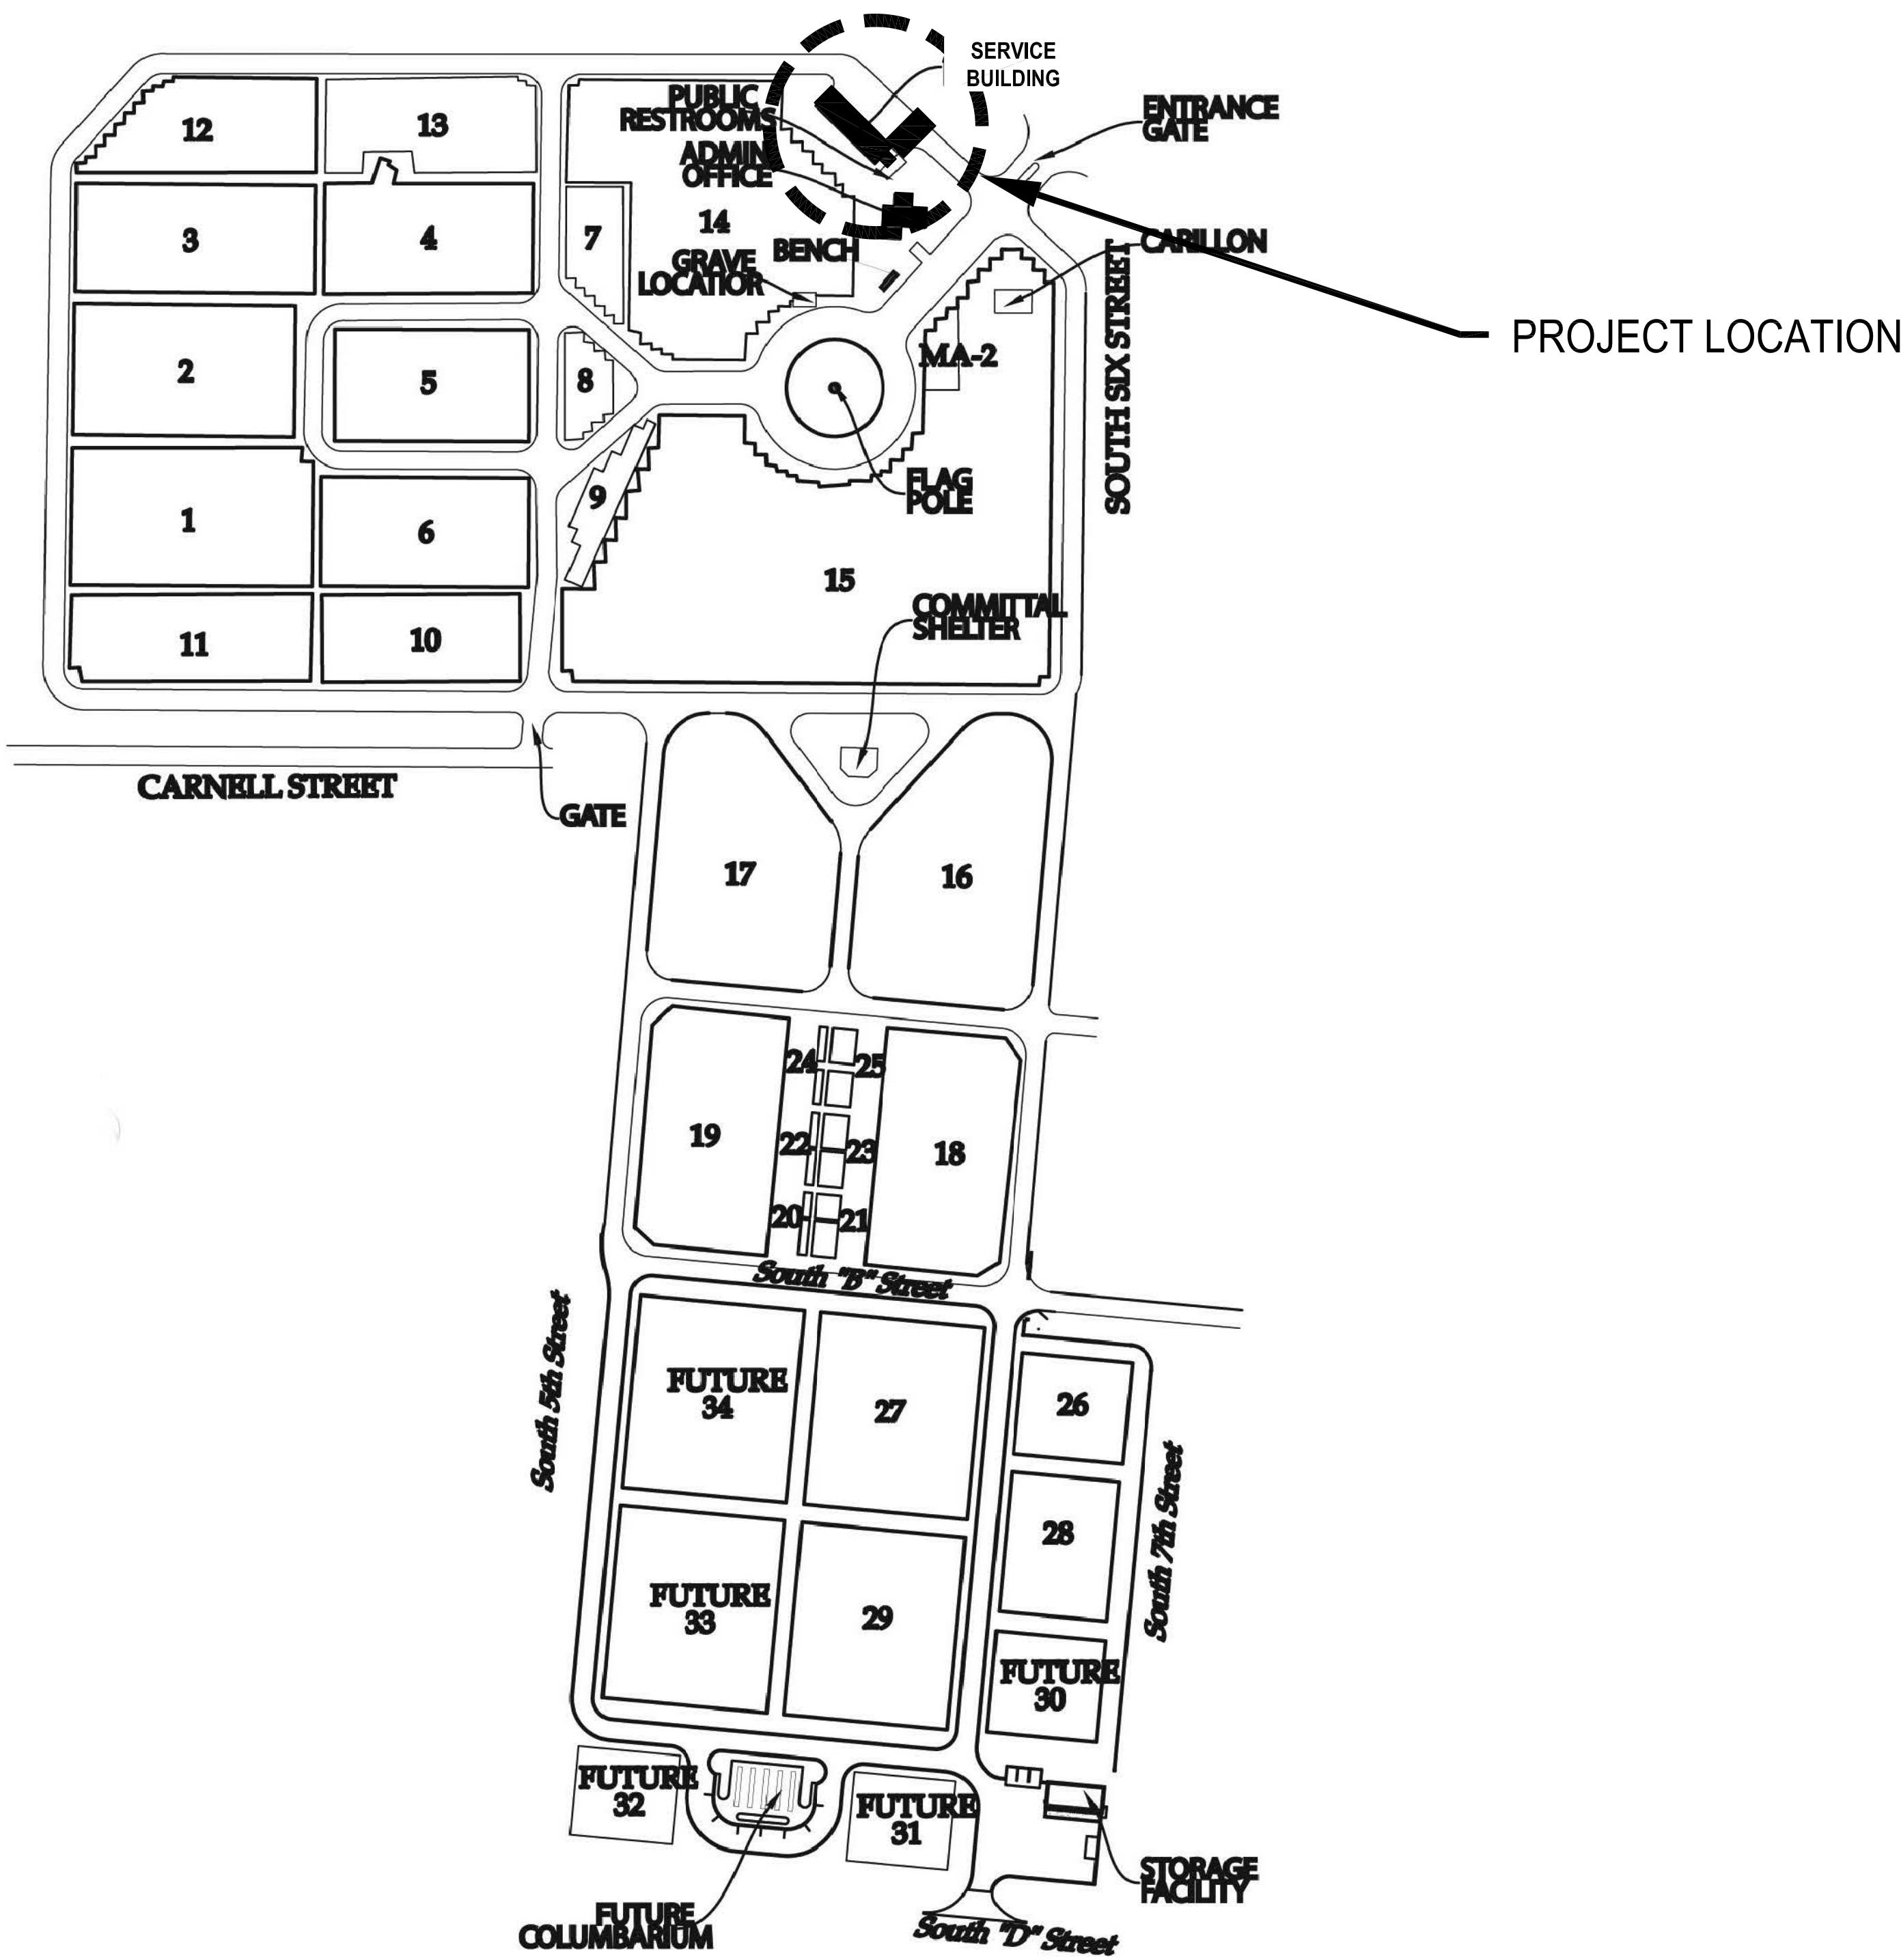 SERVICE
BUILDING
PUBLIC
RESTROOMS
ENTRANCE
GATE
12
13
ADMIN
OFFICE
14
3
4
7
BENCH
CARILLON
GRAVE
LOCATIOR
PROJECT LOCATION
SOUTH SIX STREET
MA-2
2
5
8
FLAG
POLE
9
1
6
15
COMMITTAL
SHELTER
11
10
CARNELL STREET
GATE
17
16
24
25
19
22
23
18
20
21
South "B" Street
South 5th Street
FUTURE
34
27
26
South 7th Street
28
FUTURE
33
29
FUTURE
30
FUTURE
32
FUTURE
31
STORAGE
FACILITY
FUTURE
COLUMBARIUM
South "D" Street